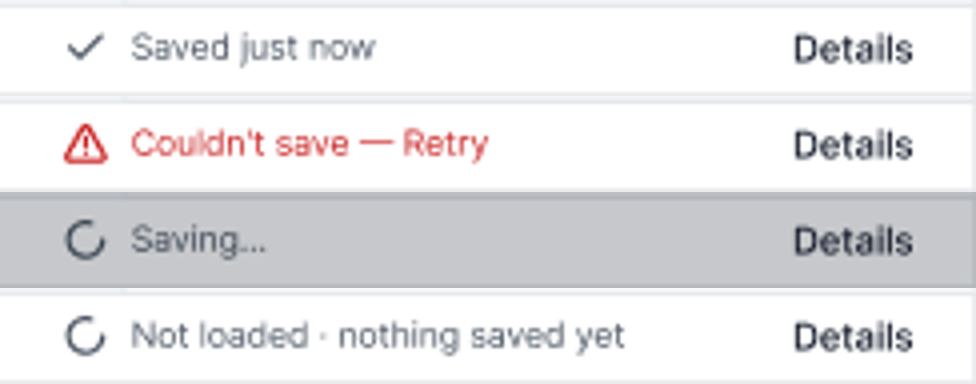 Saved just now Details
Couldn't save — Retry Details
Saving... Details
Not loaded · nothing saved yet Details